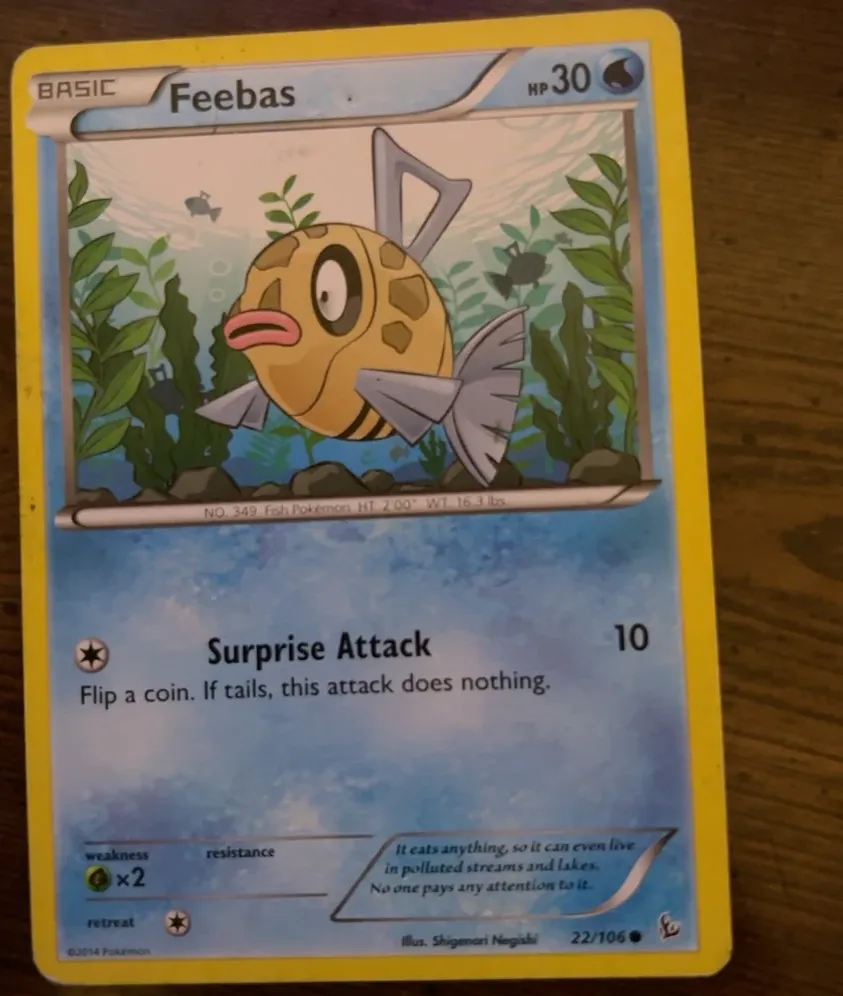 BASIC Feebas HP 30
NO. 349 Fish Pokémon HT. 2'00" WT. 16.3 lbs.
Surprise Attack 10
Flip a coin. If tails, this attack does nothing.
weakness resistance
×2
retreat
It eats anything, so it can even live
in polluted streams and lakes.
No one pays any attention to it.
Illus. Shigenori Negishi 22/106
©2014 Pokémon